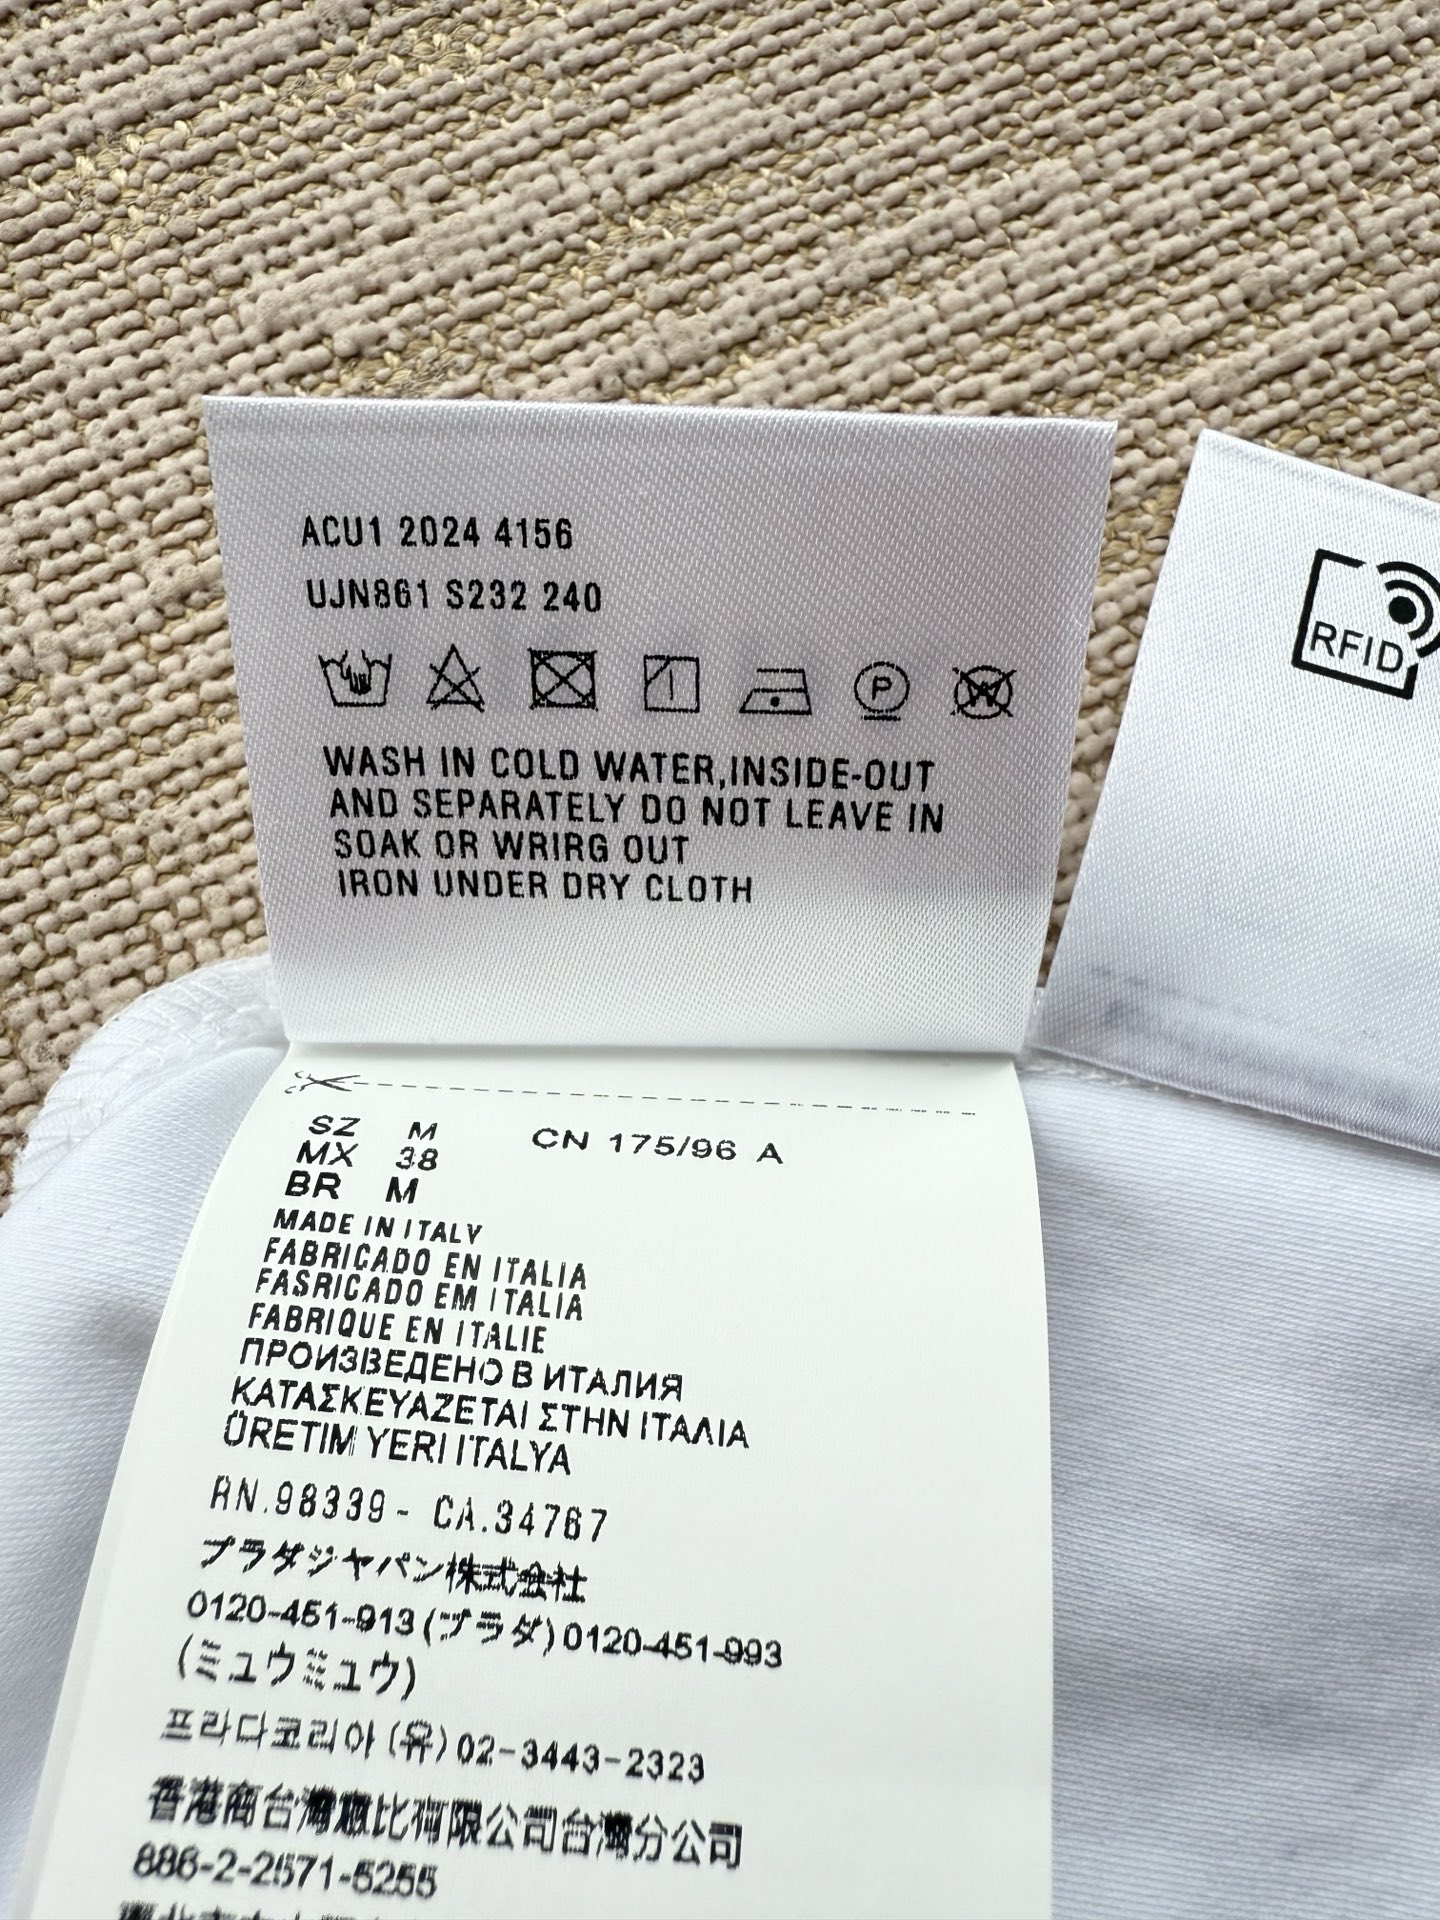 ACU1 2024 4156
UJN861 S232 240
P
W
WASH IN COLD WATER,INSIDE-OUT
AND SEPARATELY DO NOT LEAVE IN
SOAK OR WRIRG OUT
IRON UNDER DRY CLOTH
RFID
SZ M CN 175/96 A
MX 38
BR M
MADE IN ITALY
FABRICADO EN ITALIA
FASRICADO EM ITALIA
FABRIQUE EN ITALIE
ПРОИЗВЕДЕНО В ИТАЛИЯ
ΚΑΤΑΣΚΕΥΑΖΕΤΑΙ ΣΤΗΝ ΙΤΑΛΙΑ
ÜRETIM YERI ITALYA
RN.98339- CA.34767
プラダジャパン株式会社
0120-451-913(プラダ)0120-451-993
(ミュウミュウ)
프라다코리아(유)02-3443-2323
香港商台灣 比有限公司台灣分公司
886-2-2571-5255